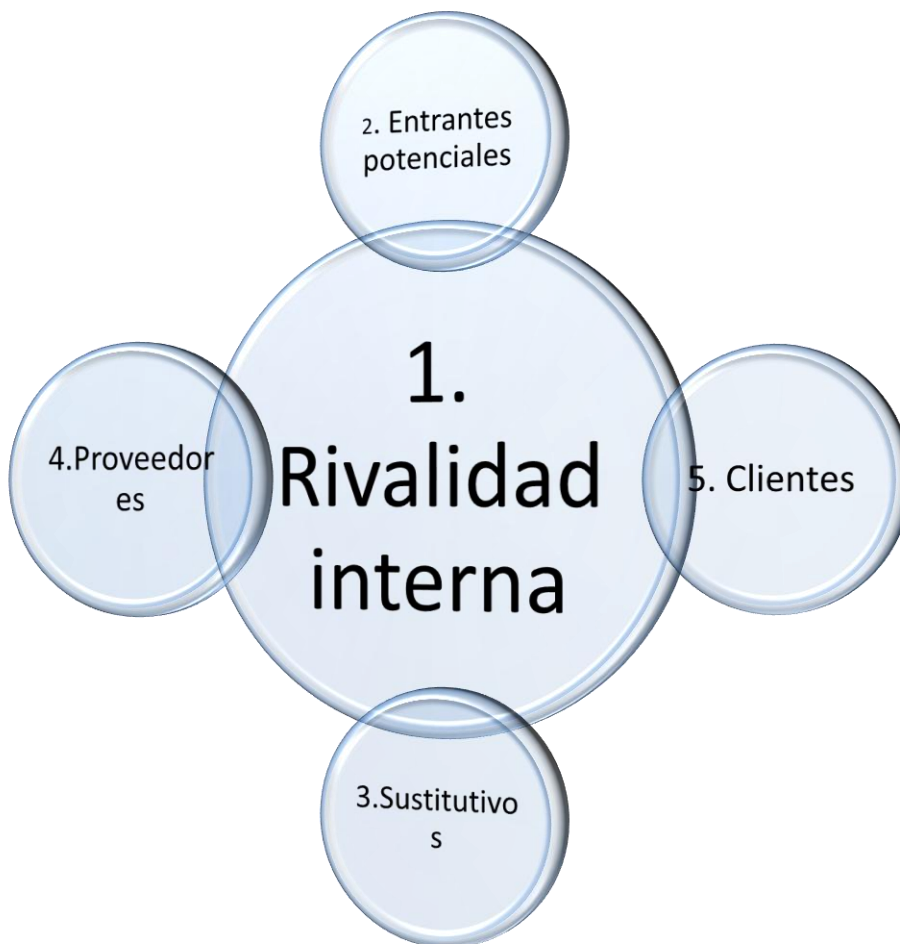 2. Entrantes
potenciales
1.
Rivalidad
interna
4.Proveedor
es
5. Clientes
3.Sustitutivo
s